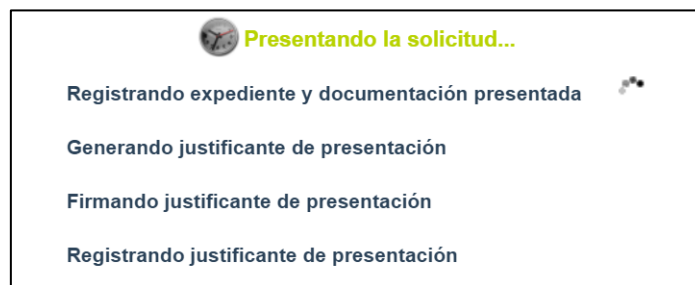 Presentando la solicitud...
Registrando expediente y documentación presentada
Generando justificante de presentación
Firmando justificante de presentación
Registrando justificante de presentación